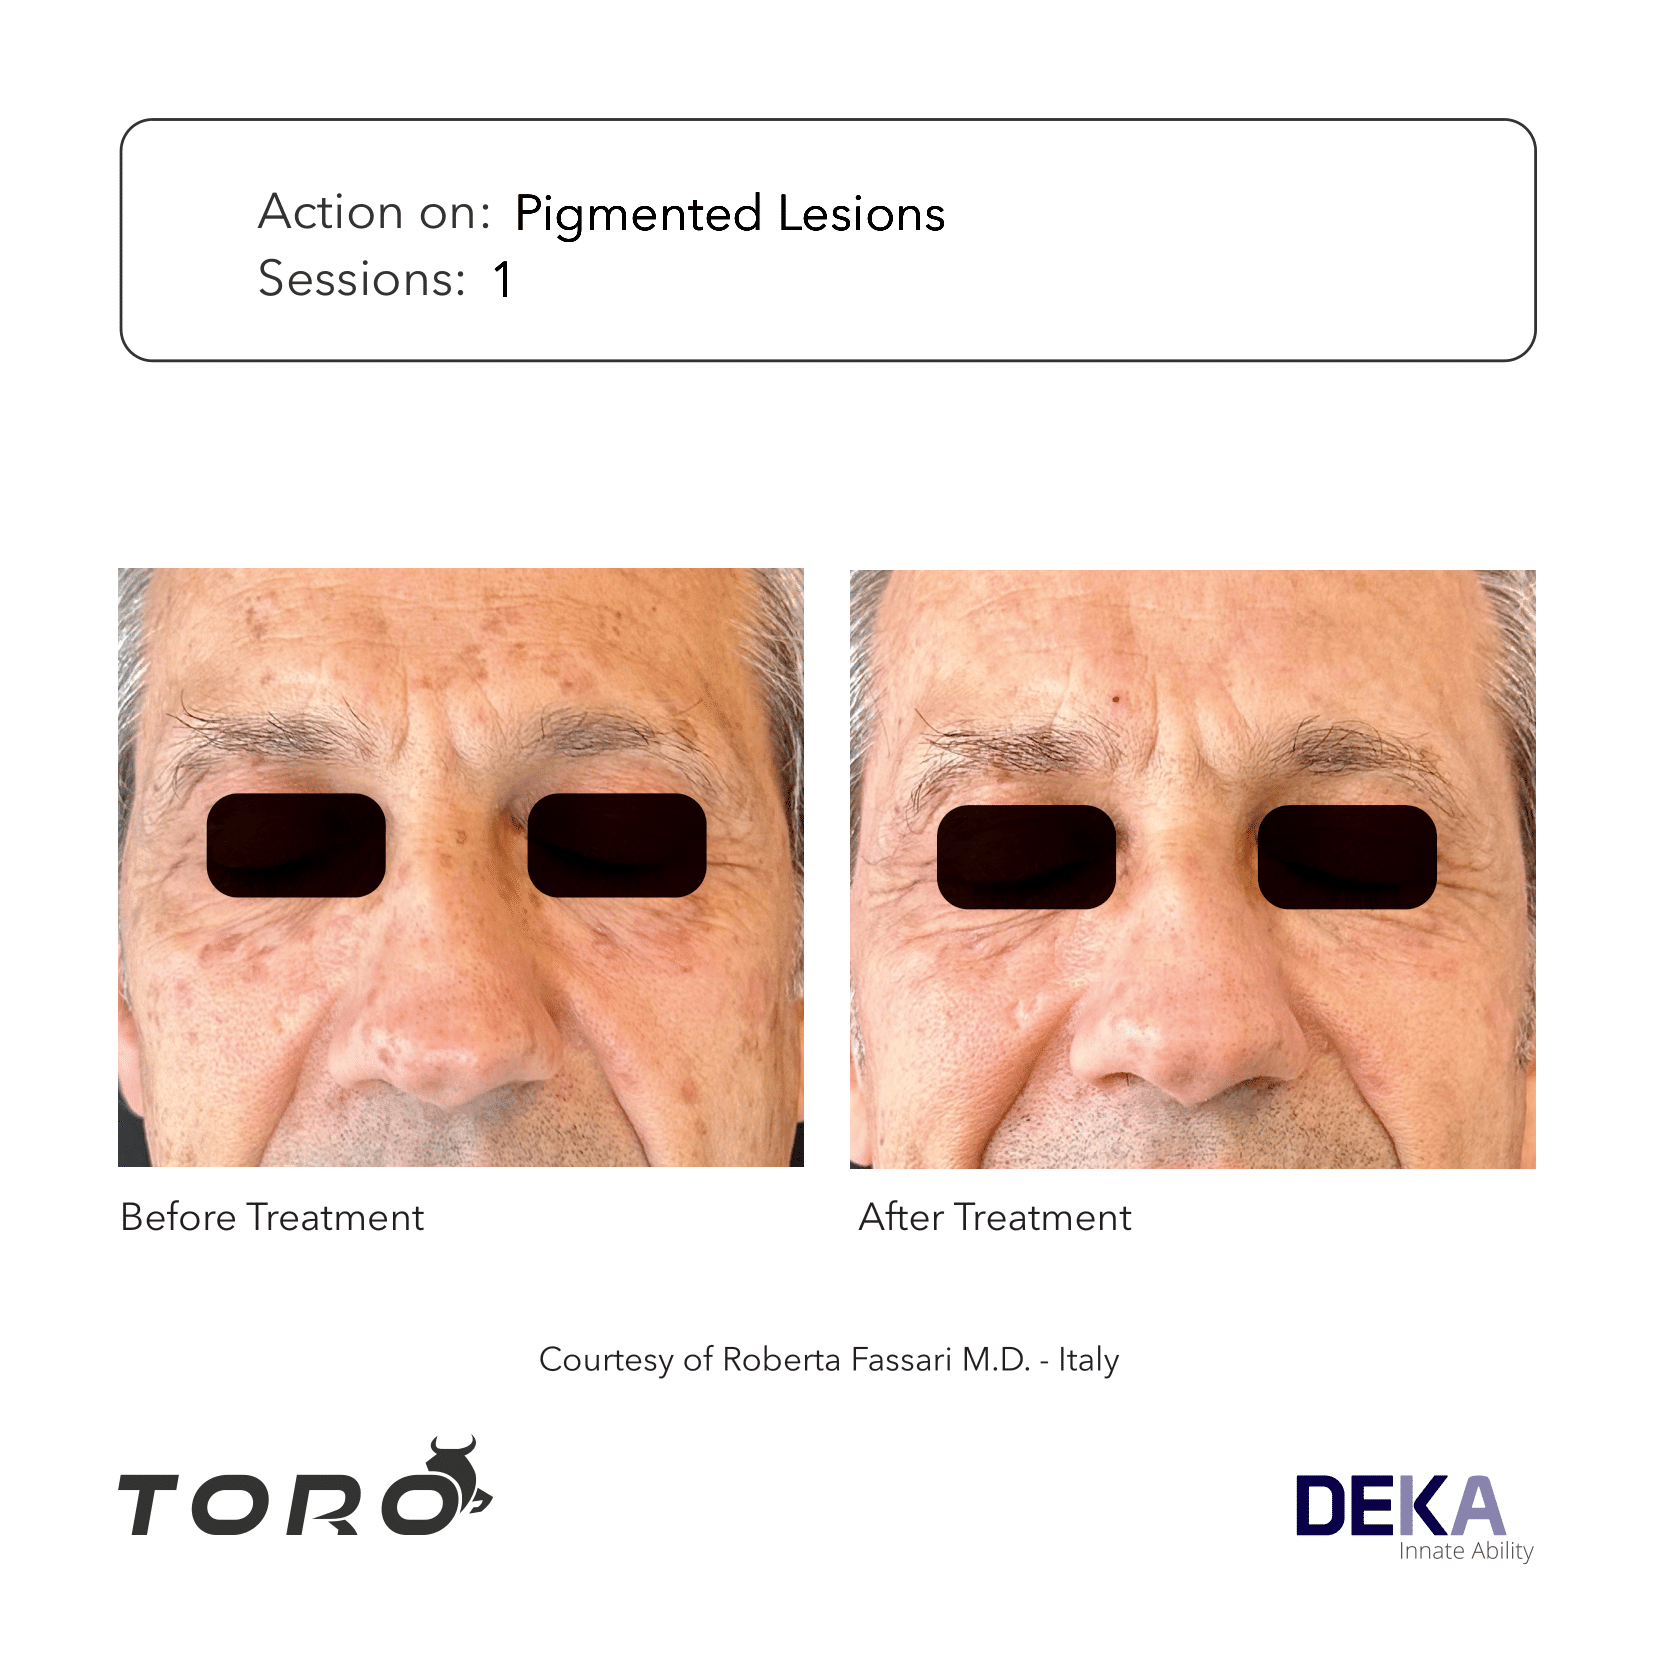 Action on: Pigmented Lesions
Sessions: 1
Before Treatment
After Treatment
Courtesy of Roberta Fassari M.D. - Italy
TORO
DEKA
Innate Ability